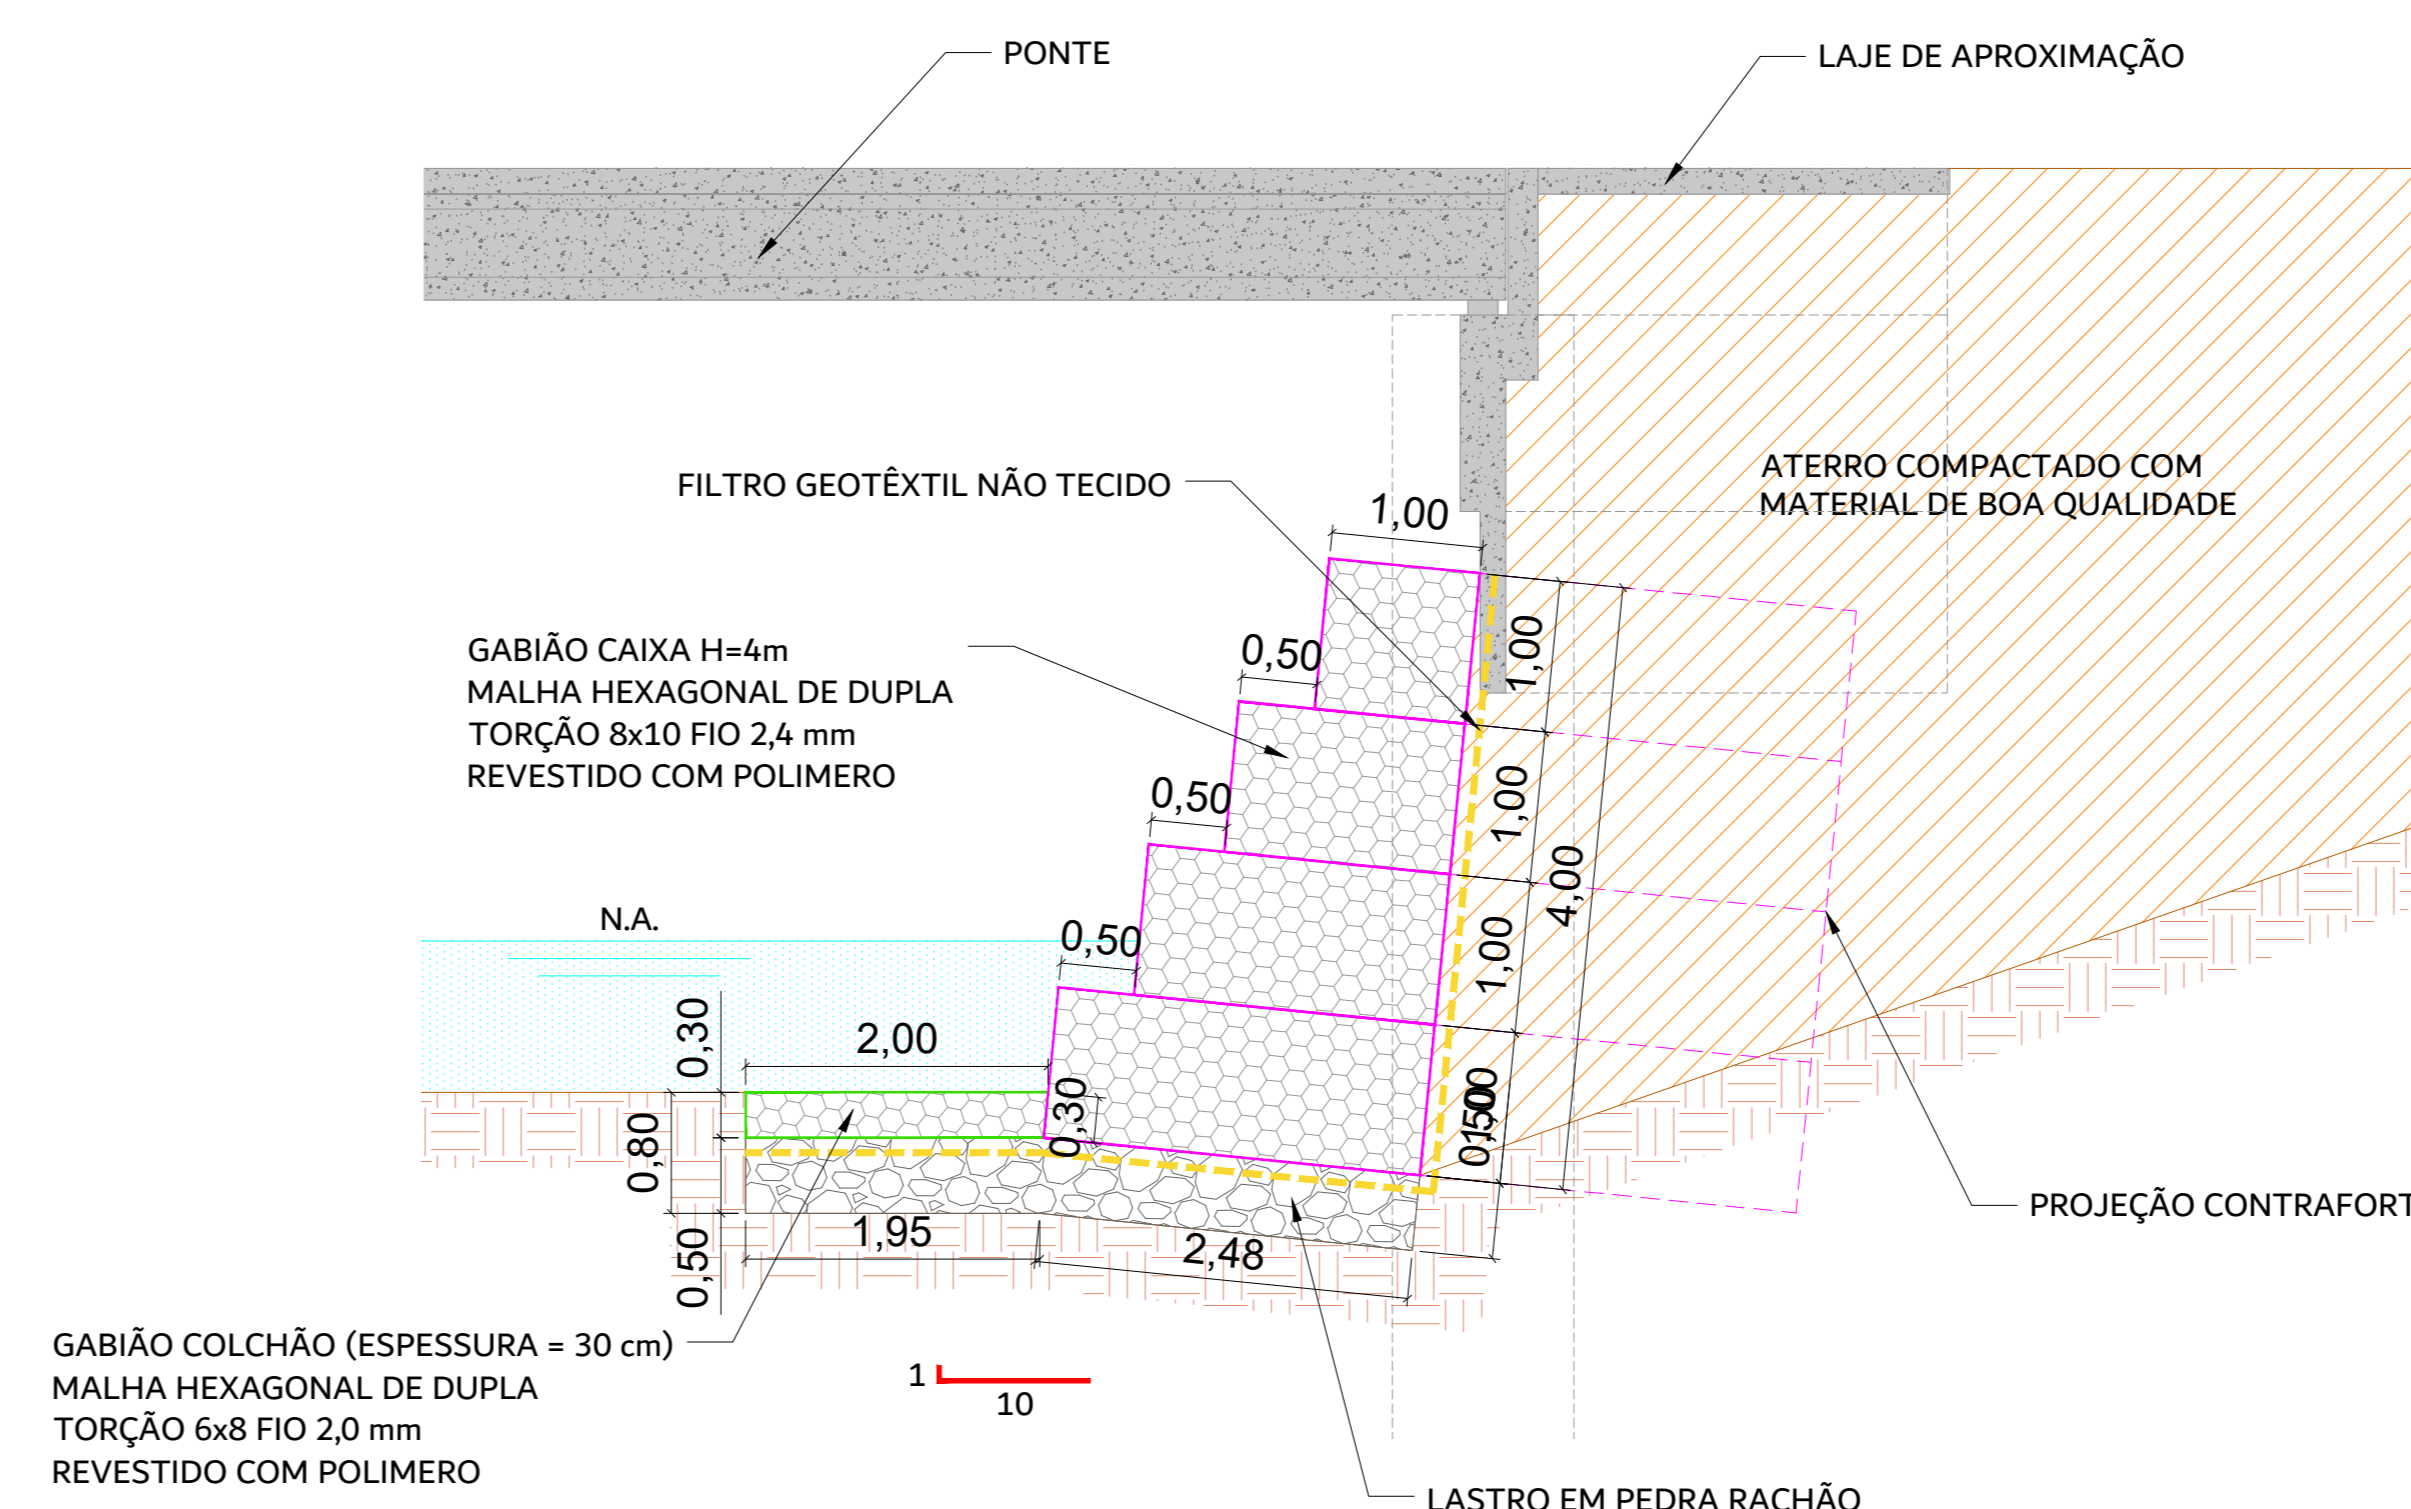 PONTE
LAJE DE APROXIMAÇÃO
FILTRO GEOTÊXTIL NÃO TECIDO
ATERRO COMPACTADO COM
MATERIAL DE BOA QUALIDADE
1,00
GABIÃO CAIXA H=4m
MALHA HEXAGONAL DE DUPLA
TORÇÃO 8x10 FIO 2,4 mm
REVESTIDO COM POLIMERO
0,50
1,00
0,50
1,00
4,00
N.A.
0,50
1,00
0,30
2,00
0,30
1,00
0,50
0,80
PROJEÇÃO CONTRAFORT
1,95
2,48
0,50
GABIÃO COLCHÃO (ESPESSURA = 30 cm)
MALHA HEXAGONAL DE DUPLA
TORÇÃO 6x8 FIO 2,0 mm
REVESTIDO COM POLIMERO
1
10
LASTRO EM PEDRA RACHÃO